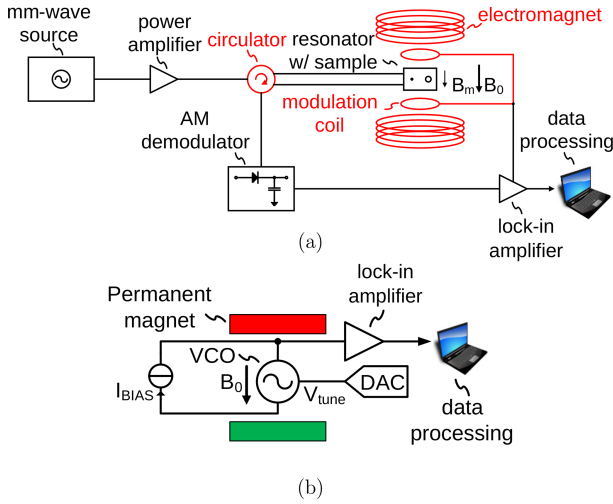 mm-wave
source
power
amplifier
circulator
resonator
w/ sample
electromagnet
Bm
B0
modulation
coil
AM
demodulator
data
processing
lock-in
amplifier
(a)
Permanent
magnet
lock-in
amplifier
VCO
B0
IBIAS
Vtune
DAC
data
processing
(b)